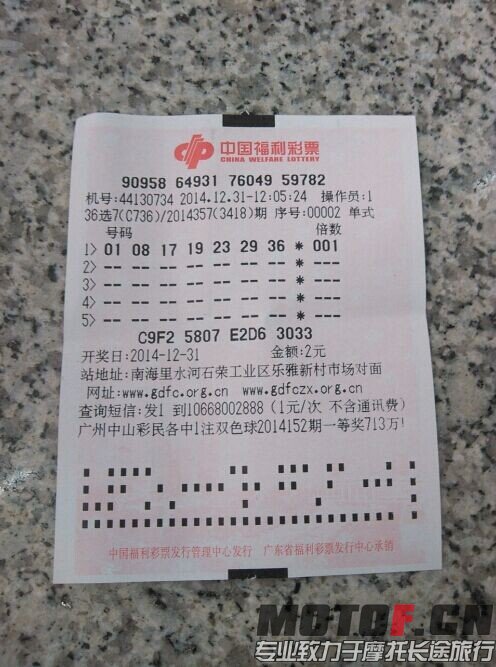 中国福利彩票
CHINA WELFARE LOTTERY
90958 64931 76049 59782
机号:44130734 2014.12.31-12:05:24 操作员:1
36选7(C736)/2014357(3418)期 序号:00002 单式
号码 倍数
1> 01 08 17 19 23 29 36 * 001
2> -- -- -- -- -- -- -- * ---
3> -- -- -- -- -- -- -- * ---
4> -- -- -- -- -- -- -- * ---
5> -- -- -- -- -- -- -- * ---
C9F2 5807 E2D6 3033
开奖日:2014-12-31 金额:2元
站地址:南海里水河石荣工业区乐雅新村市场对面
网址:www.gdfc.org.cn www.gdfczx.org.cn
查询短信:发1 到10668002888 (1元/次 不含通讯费)
广州中山彩民各中1注双色球2014152期一等奖713万!
中国福利彩票发行管理中心发行 广东省福利彩票发行中心承销
MOTOF.CN
专业致力于摩托长途旅行